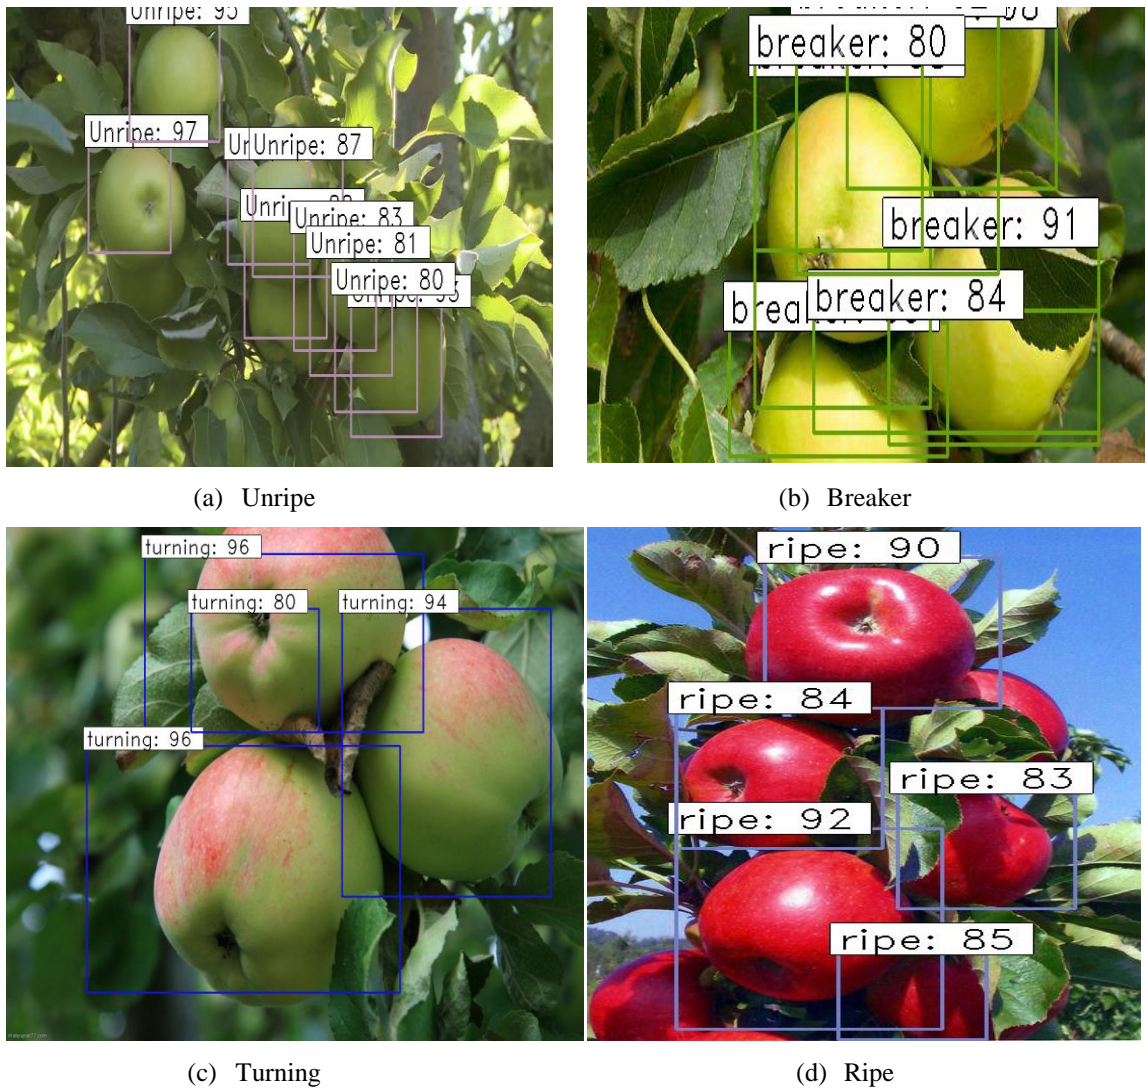 Unripe: 95
Unripe: 97
Unripe: 87
Unripe: 83
Unripe: 81
Unripe: 80
breaker: 80
breaker: 91
breaker: 84
(a) Unripe
(b) Breaker
turning: 96
turning: 80
turning: 94
turning: 96
ripe: 90
ripe: 84
ripe: 83
ripe: 92
ripe: 85
(c) Turning
(d) Ripe